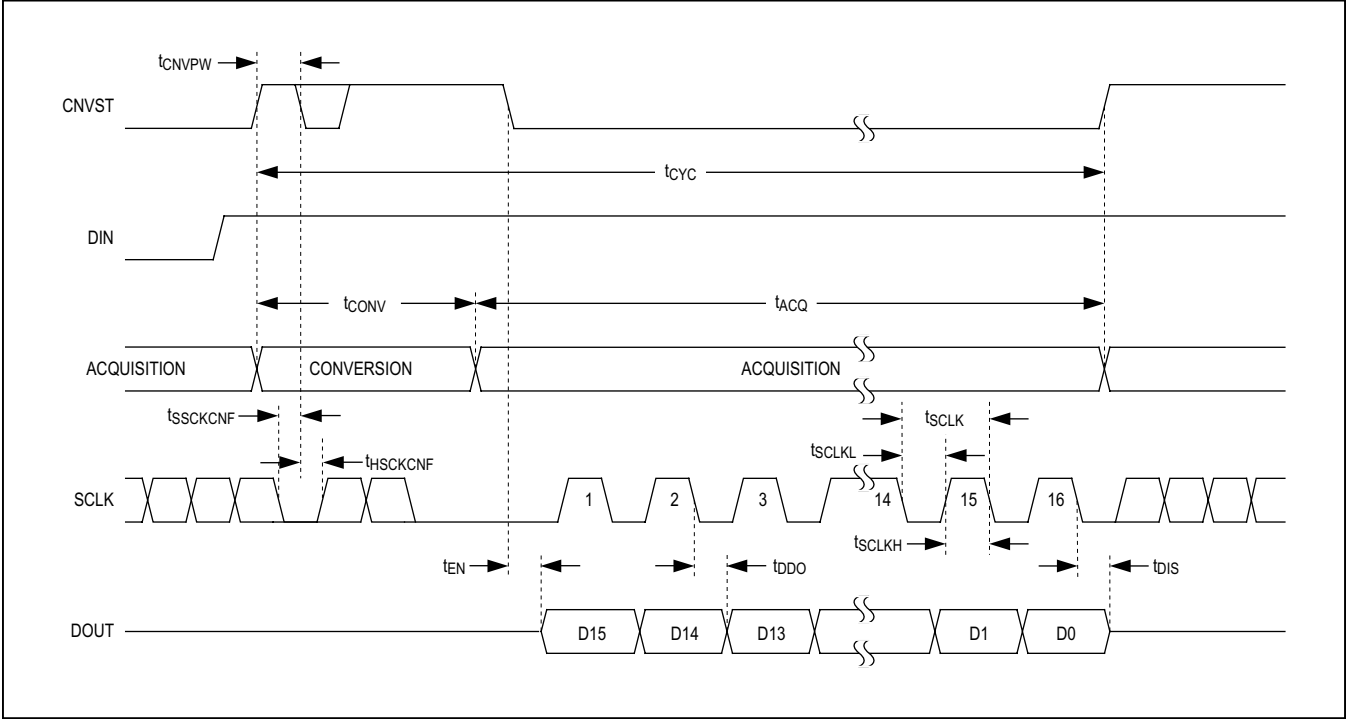 tCNVPW
CNVST
tCYC
DIN
tCONV
tACQ
ACQUISITION
CONVERSION
ACQUISITION
tSSCKCNF
tSCLK
tSCLKL
tHSCKCNF
SCLK
1
2
3
14
15
16
tSCLKH
tEN
tDDO
tDIS
DOUT
D15
D14
D13
D1
D0